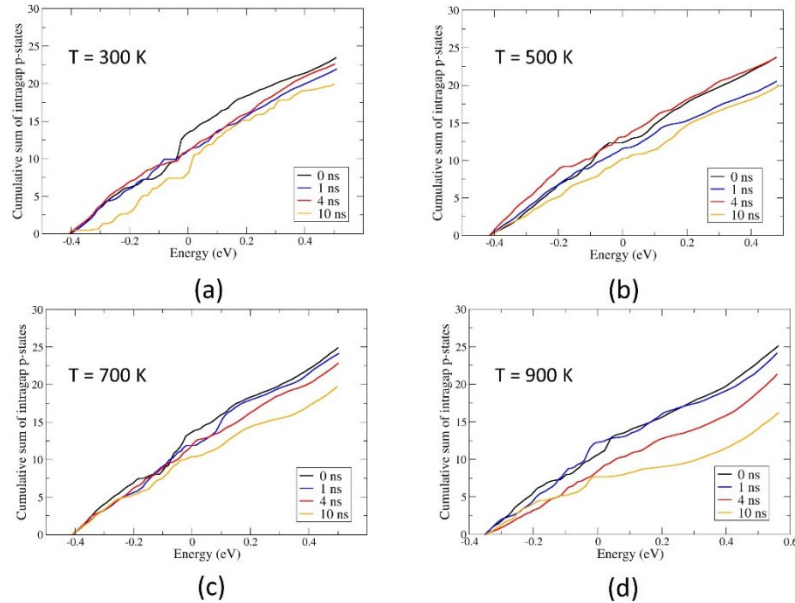 T = 300 K
Cumulative sum of intragap p-states
30
25
20
15
10
5
0
0 ns
1 ns
4 ns
10 ns
-0.4
-0.2
0
0.2
0.4
Energy (eV)
(a)
T = 500 K
Cumulative sum of intragap p-states
30
25
20
15
10
5
0
0 ns
1 ns
4 ns
10 ns
-0.4
-0.2
0
0.2
0.4
Energy (eV)
(b)
T = 700 K
Cumulative sum of intragap p-states
30
25
20
15
10
5
0
0 ns
1 ns
4 ns
10 ns
-0.4
-0.2
0
0.2
0.4
Energy (eV)
(c)
T = 900 K
Cumulative sum of intragap p-states
30
25
20
15
10
5
0
0 ns
1 ns
4 ns
10 ns
-0.4
-0.2
0
0.2
0.4
0.6
Energy (eV)
(d)